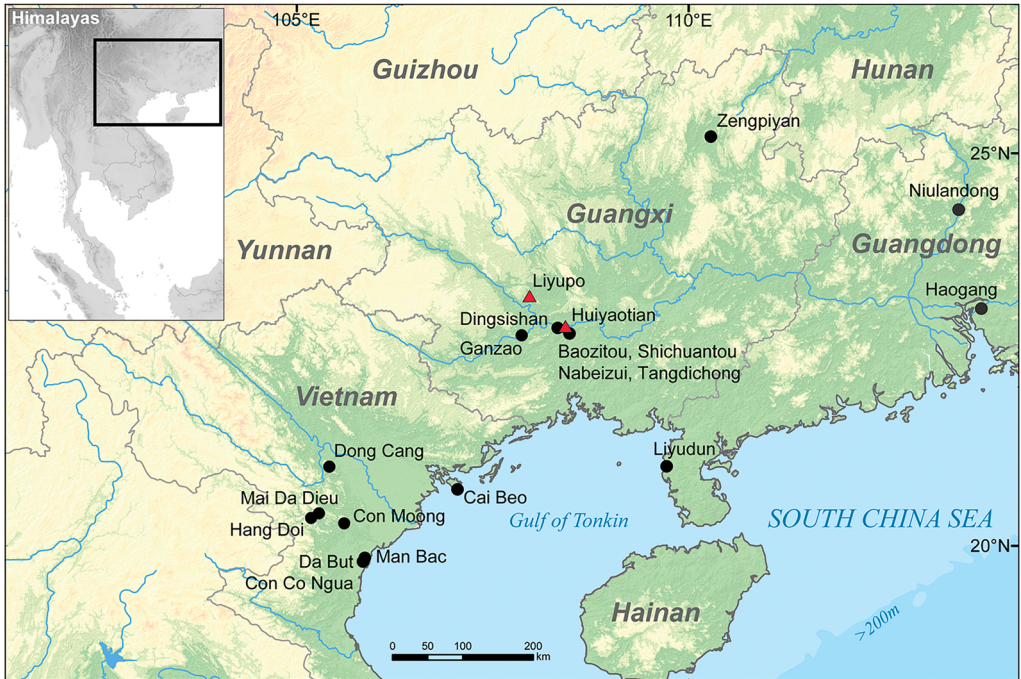 Himalayas
105°E
110°E
Guizhou
Hunan
Zengpiyan
25°N
Niulandong
Guangxi
Guangdong
Yunnan
Liyupo
Haogang
Dingsishan
Huiyaotian
Ganzao
Baozitou, Shichuantou
Nabeizui, Tangdichong
Vietnam
Dong Cang
Liyudun
Mai Da Dieu
Cai Beo
Hang Doi
Con Moong
Gulf of Tonkin
SOUTH CHINA SEA
20°N
Da But
Man Bac
Con Co Ngua
Hainan
>200m
0 50 100 200
km